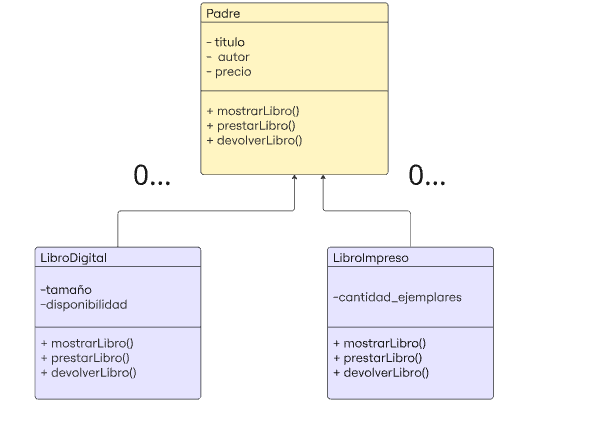 Padre
- titulo
- autor
- precio
+ mostrarLibro()
+ prestarLibro()
+ devolverLibro()
0...
0...
LibroDigital
-tamaño
-disponibilidad
+ mostrarLibro()
+ prestarLibro()
+ devolverLibro()
LibroImpreso
-cantidad_ejemplares
+ mostrarLibro()
+ prestarLibro()
+ devolverLibro()